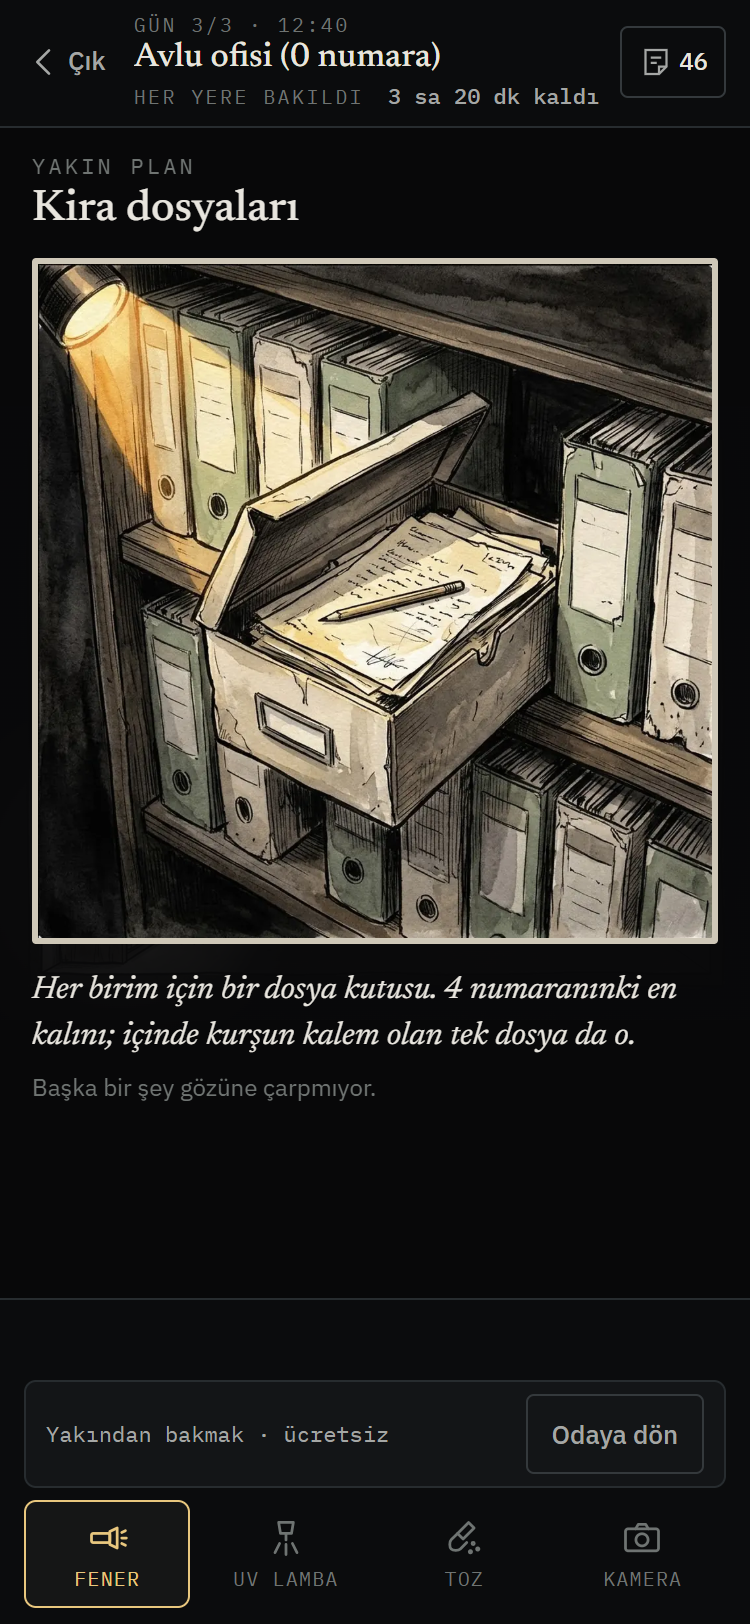 GÜN 3/3 · 12:40
Çık
Avlu ofisi (0 numara)
46
HER YERE BAKILDI 3 sa 20 dk kaldı
YAKIN PLAN
Kira dosyaları
Her birim için bir dosya kutusu. 4 numaranınki en
kalını; içinde kurşun kalem olan tek dosya da o.
Başka bir şey gözüne çarpmıyor.
Yakından bakmak · ücretsiz
Odaya dön
FENER
UV LAMBA
TOZ
KAMERA